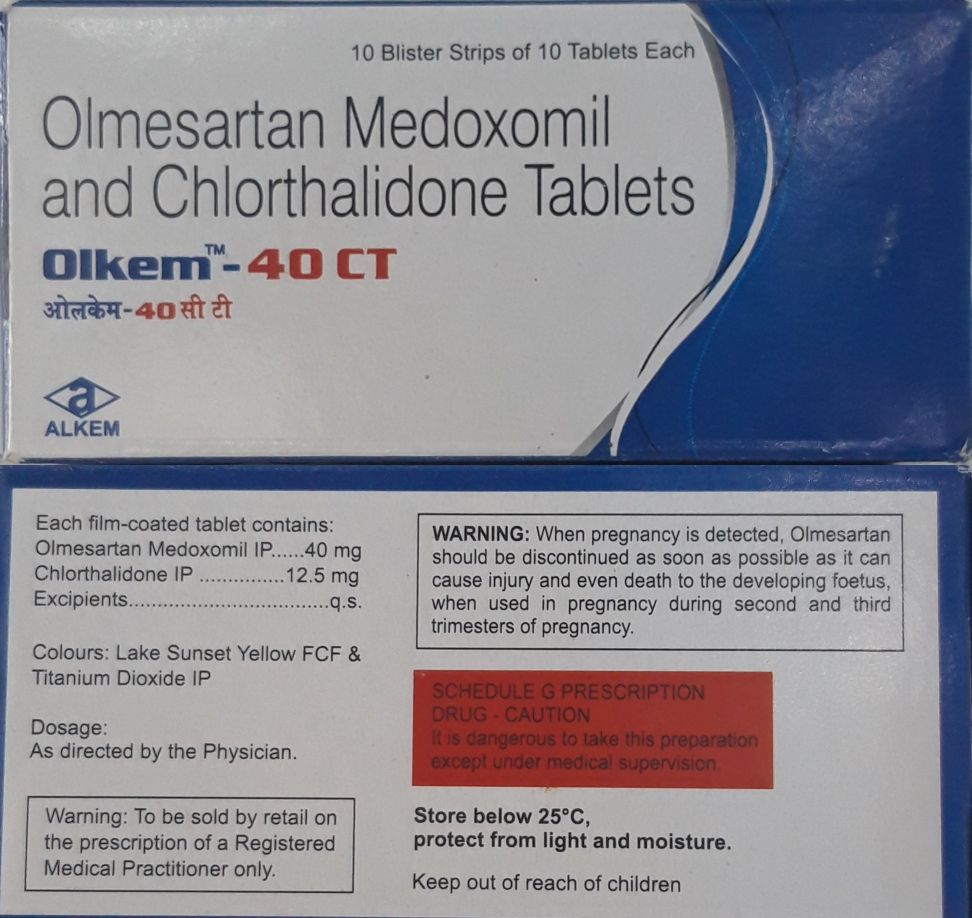 10 Blister Strips of 10 Tablets Each
Olmesartan Medoxomil
and Chlorthalidone Tablets
Olkem™-40 CT
ओलकेम-40 सी टी
a
ALKEM
Each film-coated tablet contains:
Olmesartan Medoxomil IP......40 mg
Chlorthalidone IP ...............12.5 mg
Excipients...................................q.s.
Colours: Lake Sunset Yellow FCF &
Titanium Dioxide IP
Dosage:
As directed by the Physician.
Warning: To be sold by retail on
the prescription of a Registered
Medical Practitioner only.
WARNING: When pregnancy is detected, Olmesartan
should be discontinued as soon as possible as it can
cause injury and even death to the developing foetus,
when used in pregnancy during second and third
trimesters of pregnancy.
SCHEDULE G PRESCRIPTION
DRUG - CAUTION
It is dangerous to take this preparation
except under medical supervision.
Store below 25°C,
protect from light and moisture.
Keep out of reach of children